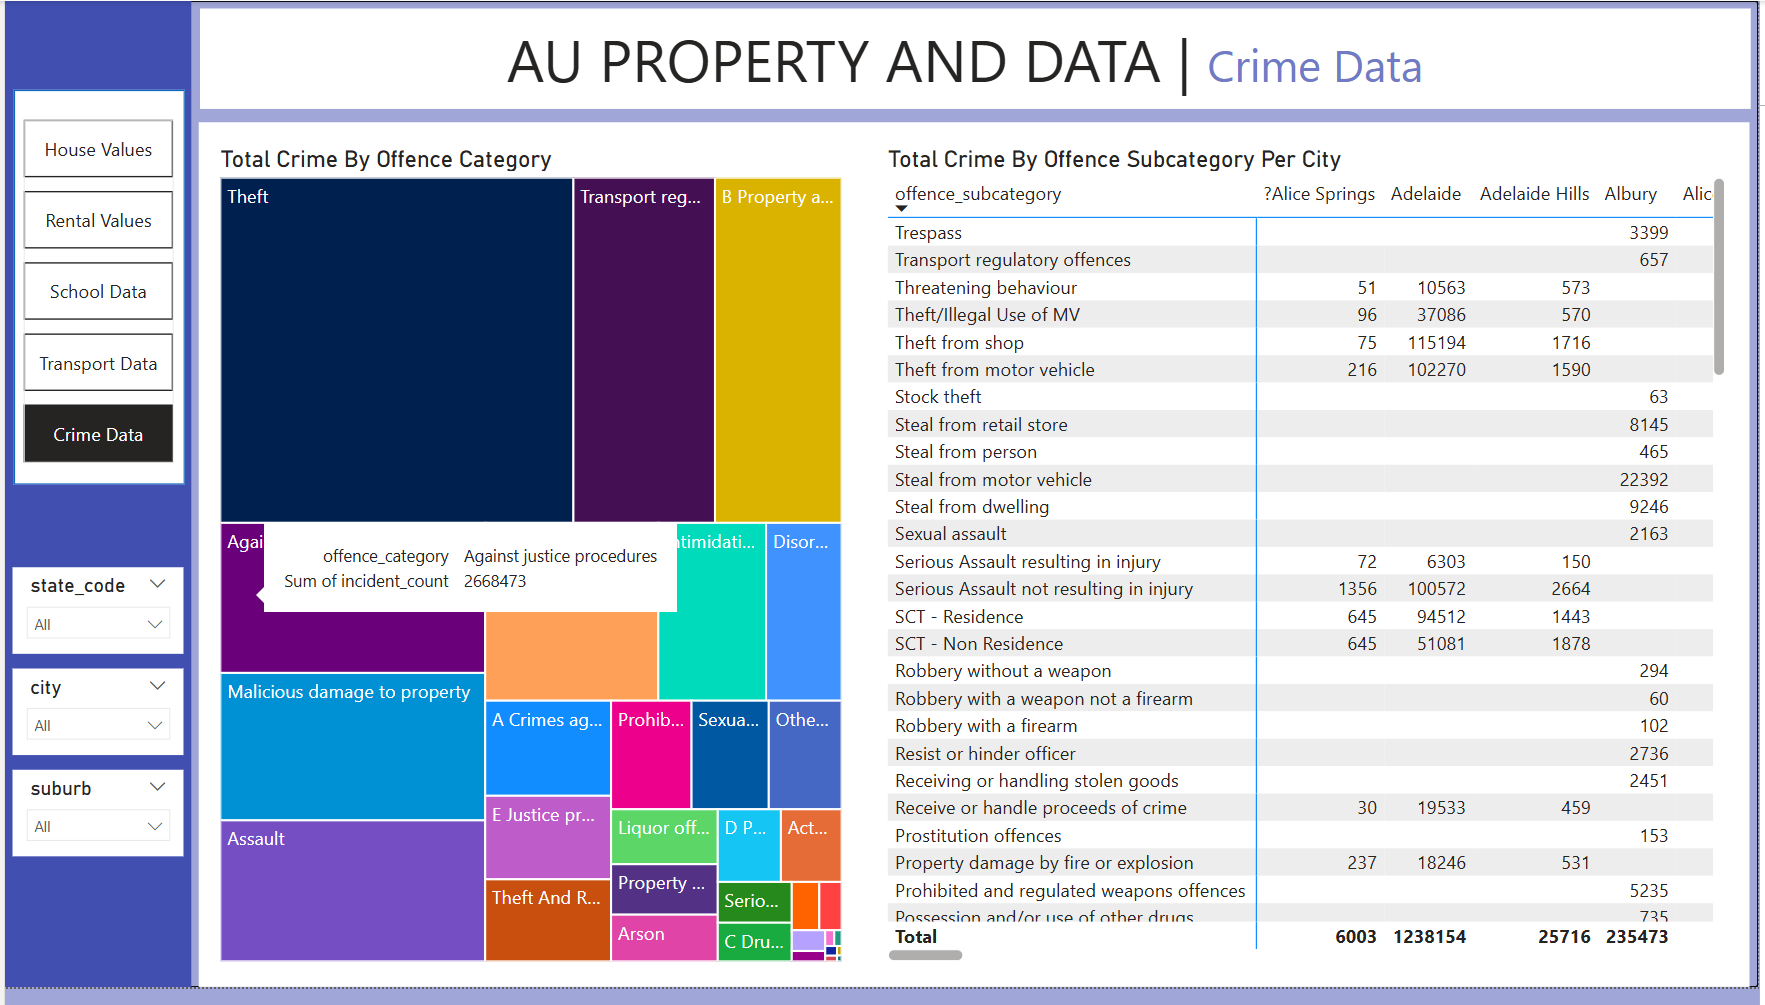 AU PROPERTY AND DATA | Crime Data
House Values
Rental Values
School Data
Transport Data
Crime Data
state_code
All
city
All
suburb
All
Total Crime By Offence Category
Theft
Transport reg...
B Property a...
Agai
offence_category Against justice procedures
Sum of incident_count 2668473
timidati...
Disor...
Malicious damage to property
Assault
A Crimes ag...
Prohib...
Sexua...
Othe...
E Justice pr...
Liquor off...
D P...
Act...
Theft And R...
Property ...
Serio...
Arson
C Dru...
Total Crime By Offence Subcategory Per City
offence_subcategory ?Alice Springs Adelaide Adelaide Hills Albury Alic
Trespass 3399
Transport regulatory offences 657
Threatening behaviour 51 10563 573
Theft/Illegal Use of MV 96 37086 570
Theft from shop 75 115194 1716
Theft from motor vehicle 216 102270 1590
Stock theft 63
Steal from retail store 8145
Steal from person 465
Steal from motor vehicle 22392
Steal from dwelling 9246
Sexual assault 2163
Serious Assault resulting in injury 72 6303 150
Serious Assault not resulting in injury 1356 100572 2664
SCT - Residence 645 94512 1443
SCT - Non Residence 645 51081 1878
Robbery without a weapon 294
Robbery with a weapon not a firearm 60
Robbery with a firearm 102
Resist or hinder officer 2736
Receiving or handling stolen goods 2451
Receive or handle proceeds of crime 30 19533 459
Prostitution offences 153
Property damage by fire or explosion 237 18246 531
Prohibited and regulated weapons offences 5235
Possession and/or use of other drugs 735
Total 6003 1238154 25716 235473